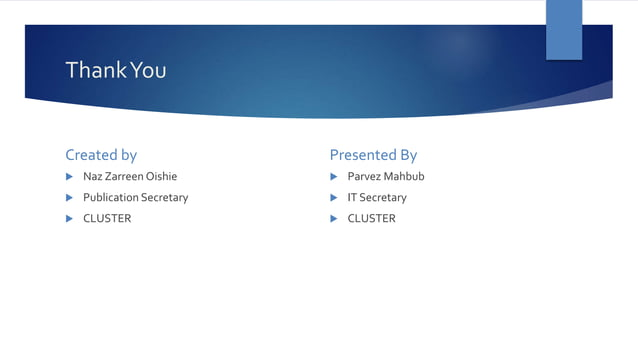 Thank You
Created by
Naz Zarreen Oishie
Publication Secretary
CLUSTER
Presented By
Parvez Mahbub
IT Secretary
CLUSTER